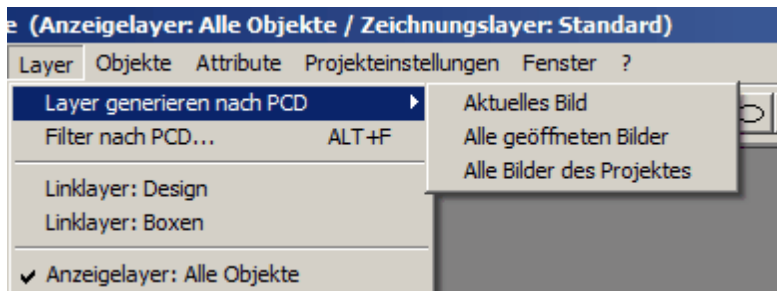 e (Anzeigelayer: Alle Objekte / Zeichnungslayer: Standard)
Layer Objekte Attribute Projekteinstellungen Fenster ?
Layer generieren nach PCD
Aktuelles Bild
Filter nach PCD... ALT+F
Alle geöffneten Bilder
Alle Bilder des Projektes
Linklayer: Design
Linklayer: Boxen
Anzeigelayer: Alle Objekte